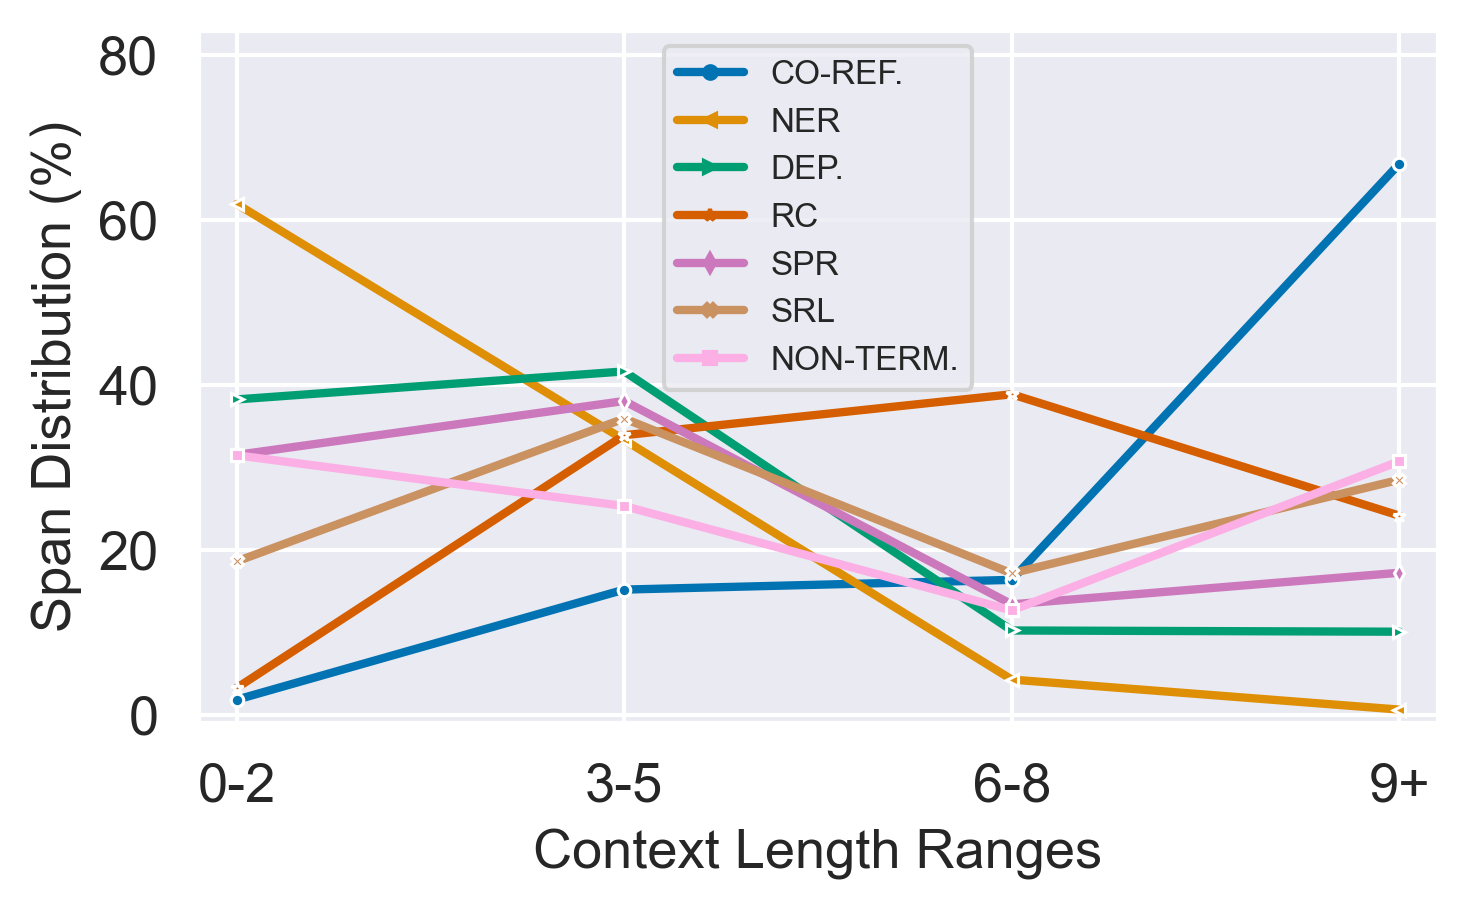 80
60
40
20
0
Span Distribution (%)
CO-REF.
NER
DEP.
RC
SPR
SRL
NON-TERM.
0-2 3-5 6-8 9+
Context Length Ranges